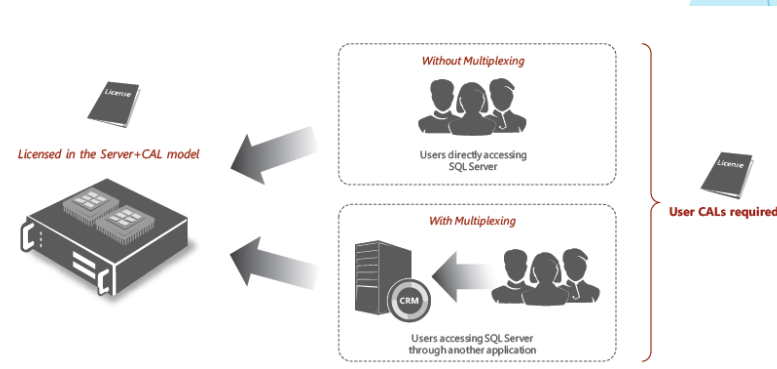 License
Licensed in the Server+CAL model
Without Multiplexing
Users directly accessing
SQL Server
With Multiplexing
CRM
Users accessing SQL Server
through another application
License
User CALs required